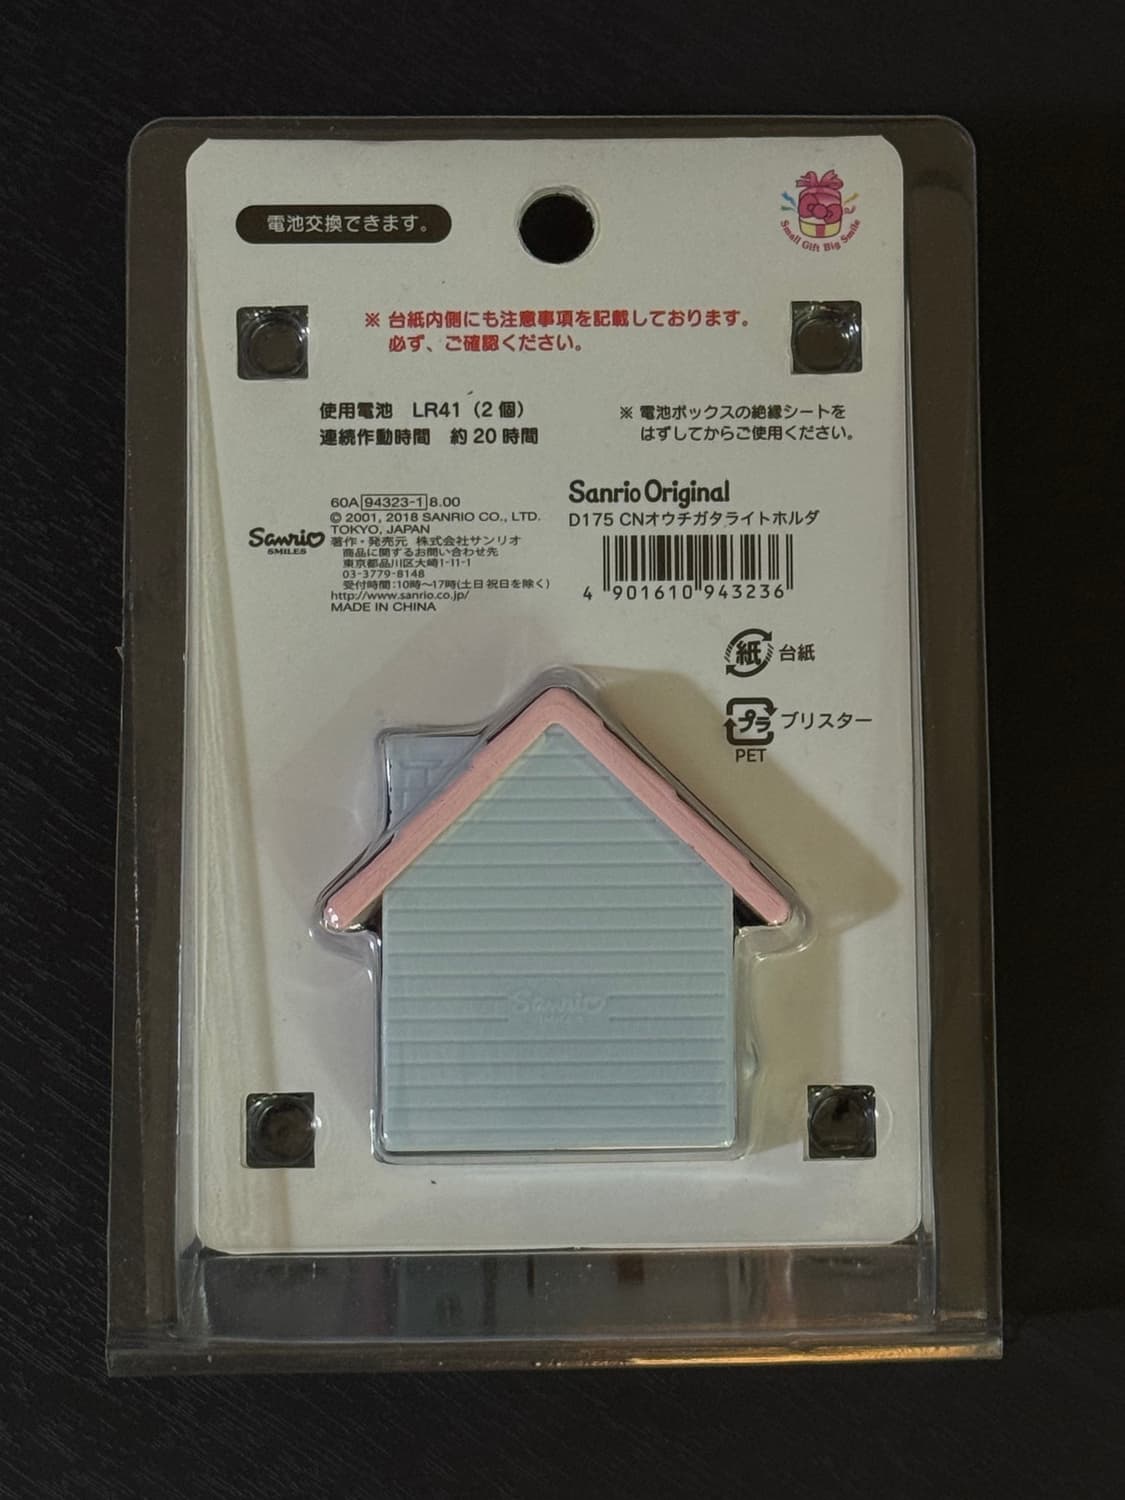 電池交換できます。
Small Gift Big Smile
※ 台紙内側にも注意事項を記載しております。
必ず、ご確認ください。
使用電池 LR41（2個）
連続作動時間 約20時間
※ 電池ボックスの絶縁シートを
はずしてからご使用ください。
Sanrio
SMILES
60A 94323-1 8.00
© 2001, 2018 SANRIO CO., LTD.
TOKYO, JAPAN
著作・発売元 株式会社サンリオ
商品に関するお問い合わせ先
東京都品川区大崎1-11-1
03-3779-8148
受付時間:10時〜17時(土日祝日を除く)
http://www.sanrio.co.jp/
MADE IN CHINA
Sanrio Original
D175 CNオウチガタライトホルダ
4 901610 943236
紙 台紙
プラ ブリスター
PET
Sanrio
SMILES